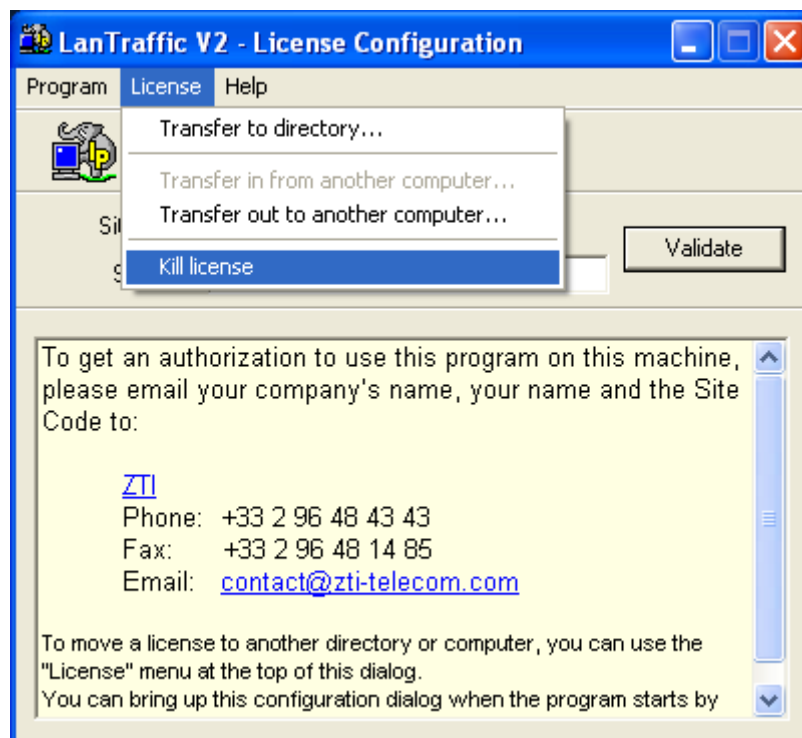 LanTraffic V2 - License Configuration
Program License Help
Transfer to directory...
Transfer in from another computer...
Transfer out to another computer...
Kill license
Validate
To get an authorization to use this program on this machine,
please email your company's name, your name and the Site
Code to:
ZTI
Phone: +33 2 96 48 43 43
Fax: +33 2 96 48 14 85
Email: contact@zti-telecom.com
To move a license to another directory or computer, you can use the
"License" menu at the top of this dialog.
You can bring up this configuration dialog when the program starts by